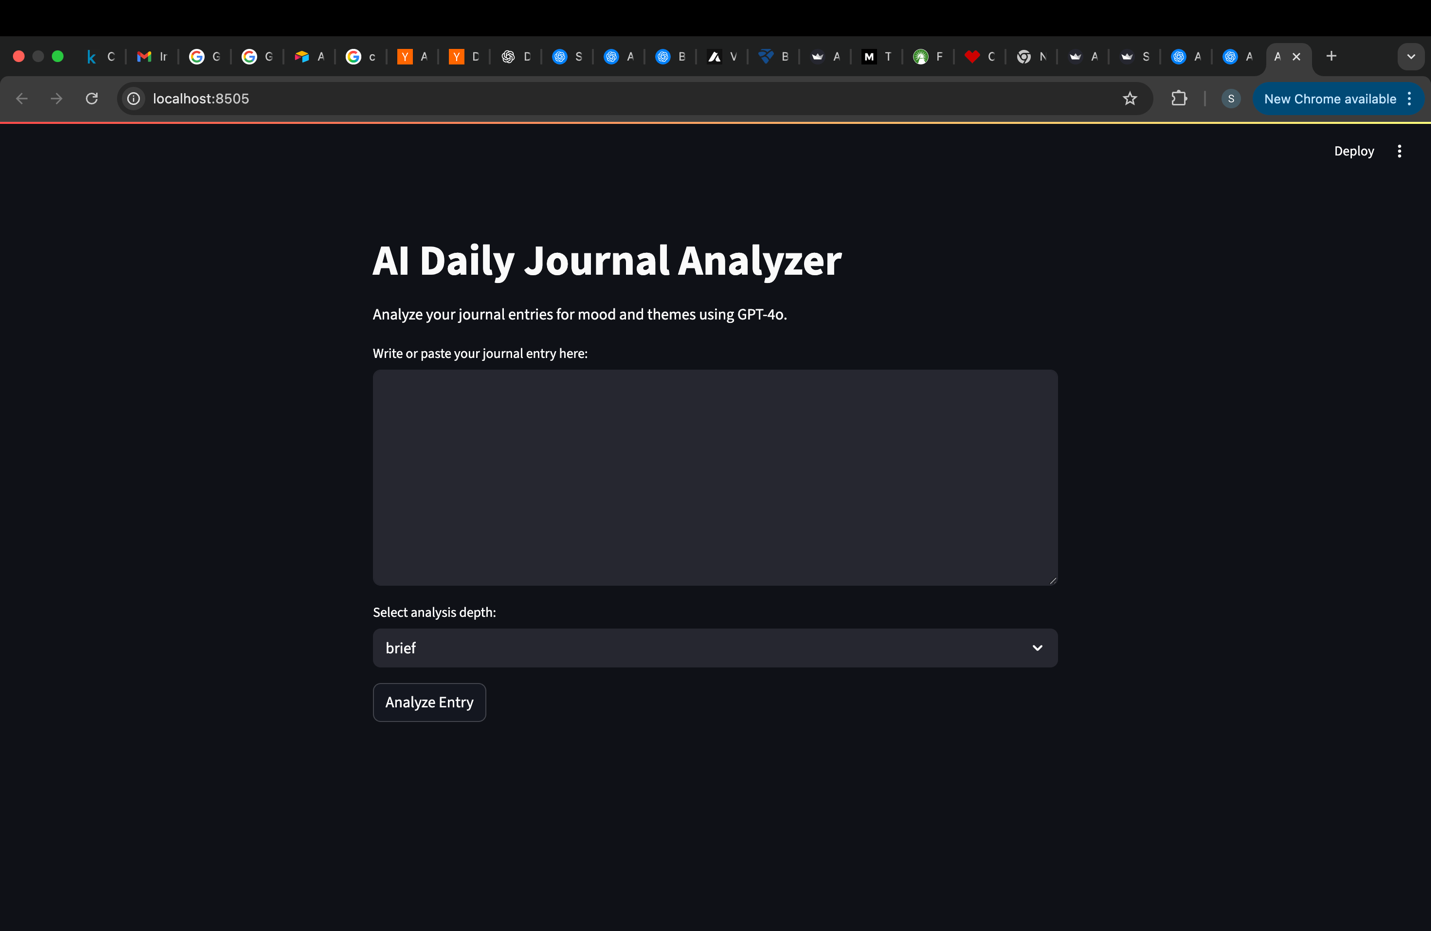 C Ir G G A c A D D S A B V B A T F C N A S A A A
localhost:8505
S
New Chrome available
Deploy
AI Daily Journal Analyzer
Analyze your journal entries for mood and themes using GPT-4o.
Write or paste your journal entry here:
Select analysis depth:
brief
Analyze Entry